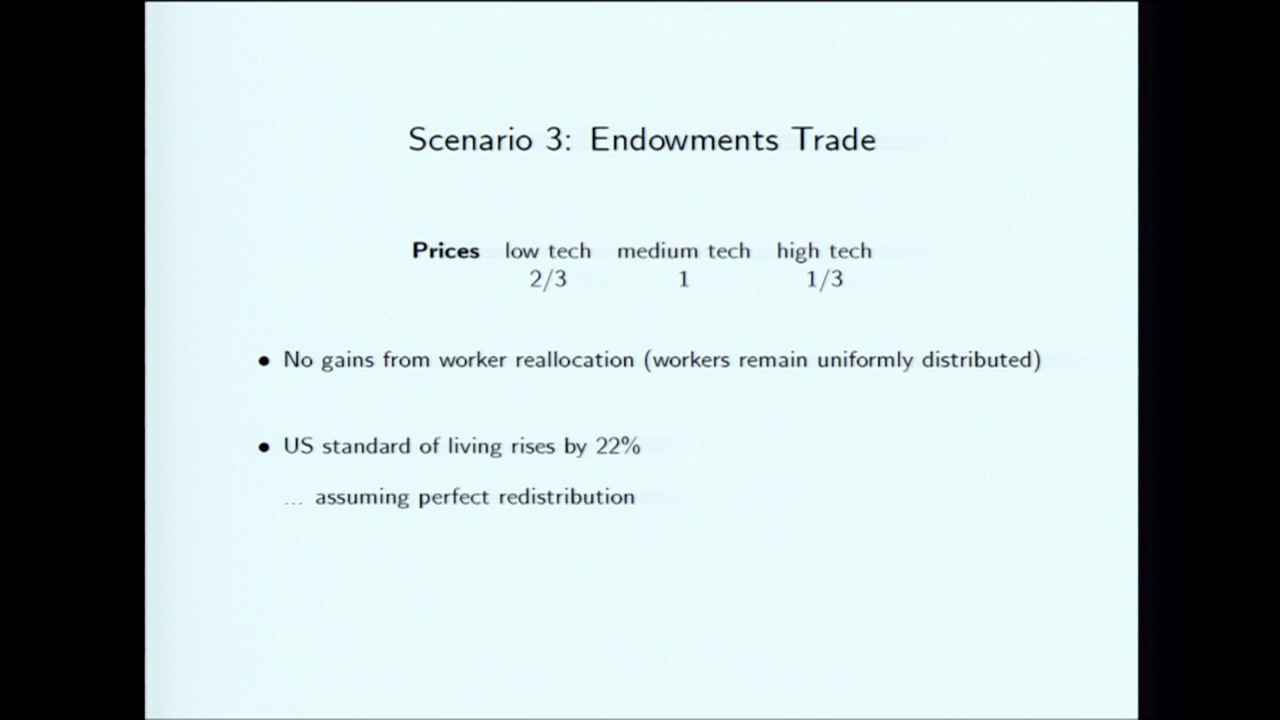 Scenario 3: Endowments Trade
Prices low tech medium tech high tech
2/3 1 1/3
• No gains from worker reallocation (workers remain uniformly distributed)
• US standard of living rises by 22%
... assuming perfect redistribution